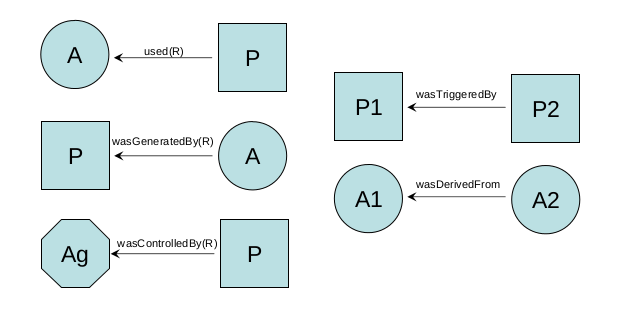 A
used(R)
P
P
wasGeneratedBy(R)
A
Ag
wasControlledBy(R)
P
P1
wasTriggeredBy
P2
A1
wasDerivedFrom
A2